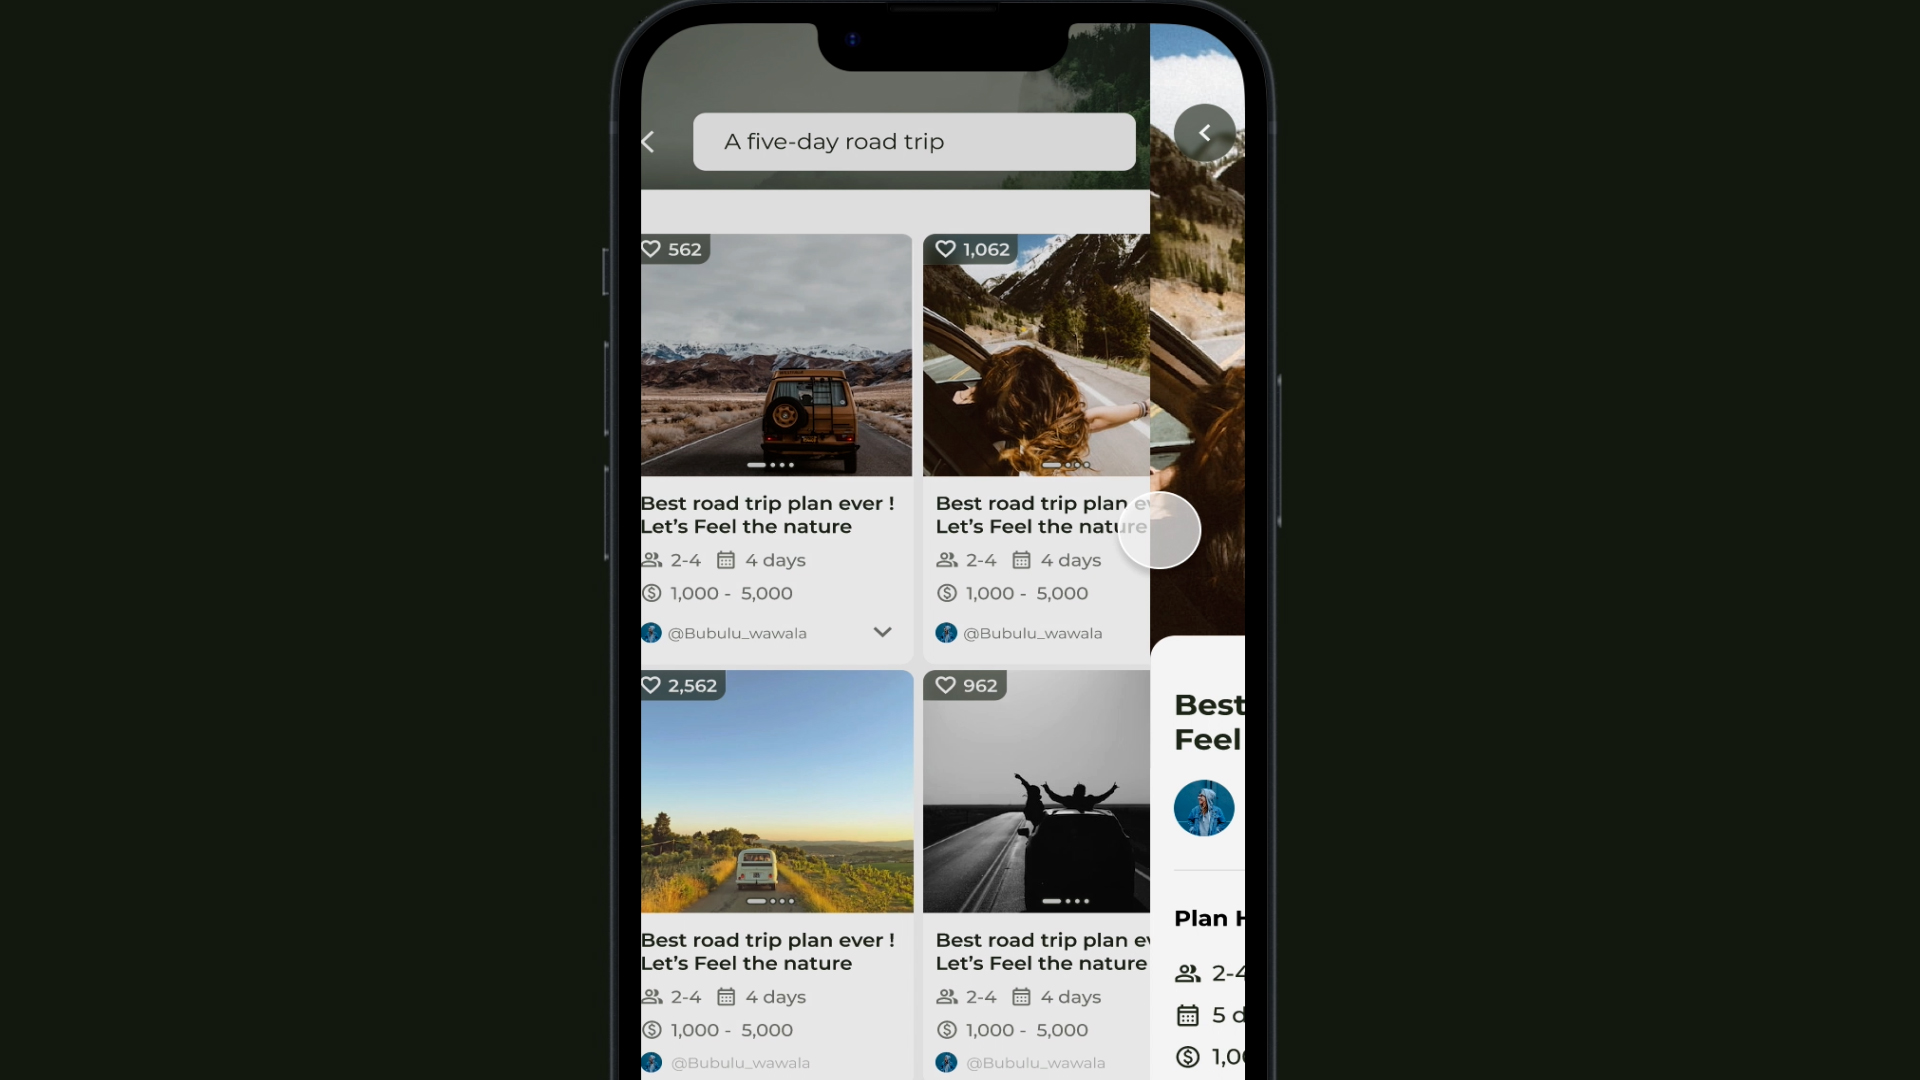 A five-day road trip
562
1,062
Best road trip plan ever !
Let's Feel the nature
2-4 4 days
1,000 - 5,000
@Bubulu_wawala
Best road trip plan ev
Let's Feel the nature
2-4 4 days
1,000 - 5,000
@Bubulu_wawala
2,562
962
Best road trip plan ever !
Let's Feel the nature
2-4 4 days
1,000 - 5,000
@Bubulu_wawala
Best road trip plan ev
Let's Feel the nature
2-4 4 days
1,000 - 5,000
@Bubulu_wawala
Best
Feel
Plan H
2-4
5 d
1,00